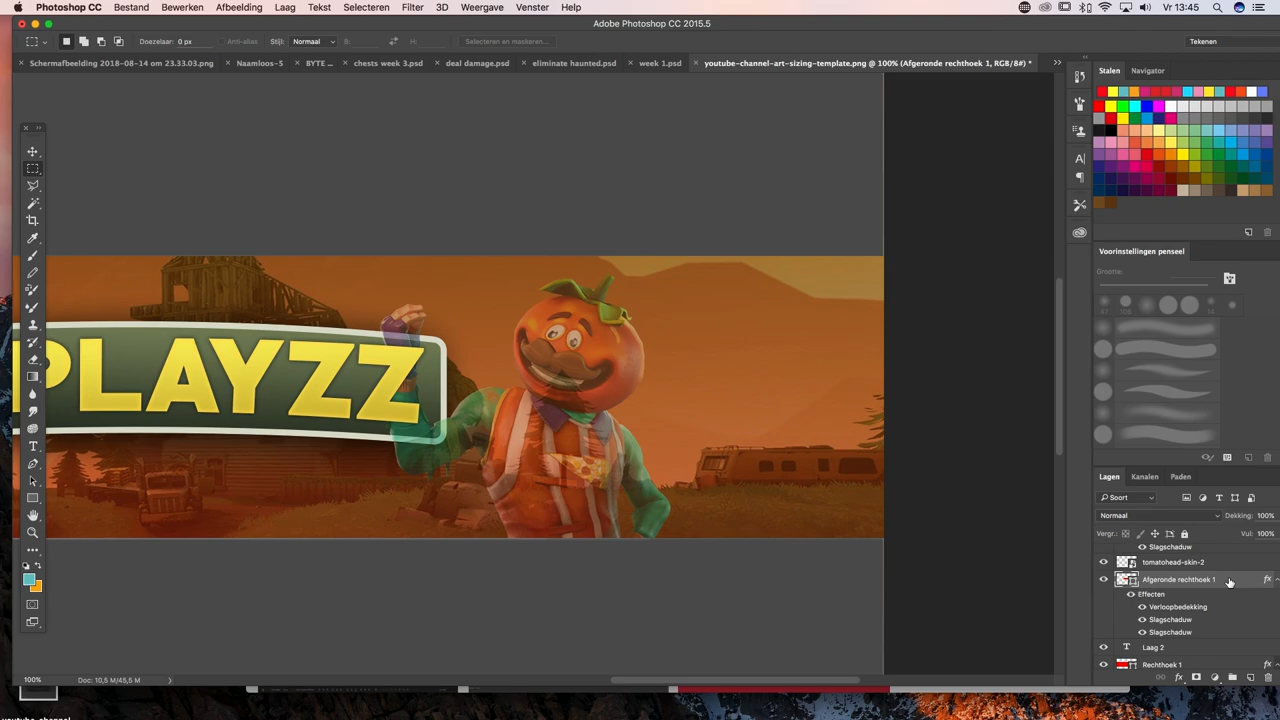 Photoshop CC Bestand Bewerken Afbeelding Laag Tekst Selecteren Filter 3D Weergave Venster Help Vr 13:45
Adobe Photoshop CC 2015.5
Doezelaar: 0 px Anti-alias Stijl: Normaal B: H: Selecteren en maskeren... Tekenen
Schermafbeelding 2018-08-14 om 23.33.03.png Naamloos-5 BYTE ... chests week 3.psd deal damage.psd eliminate haunted.psd week 1.psd youtube-channel-art-sizing-template.png @ 100% (Afgeronde rechthoek 1, RGB/8#) *
Stalen Navigator
Voorinstellingen penseel
Grootte:
PLAYZZ
Lagen Kanalen Paden
Soort
Normaal Dekking: 100%
Vergr.: Vul: 100%
Slagschaduw
tomatohead-skin-2
Afgeronde rechthoek 1 fx
Effecten
Verloopbedekking
Slagschaduw
Slagschaduw
T Laag 2
Rechthoek 1 fx
100% Doc: 10,5 M/45,5 M
youtube-channel